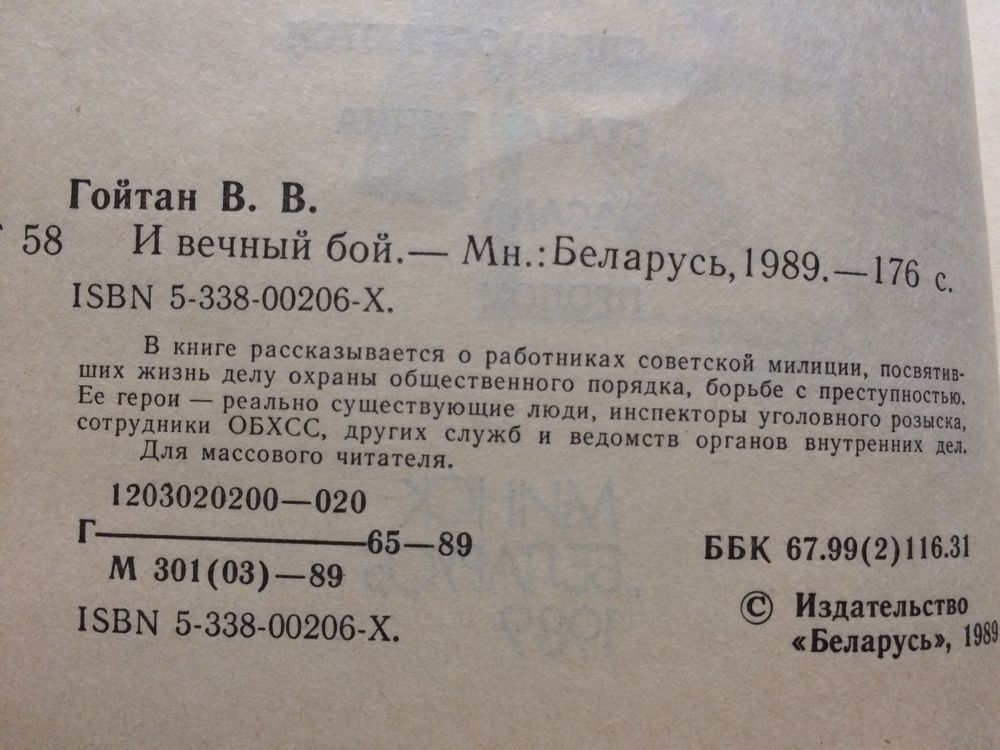 Гойтан В. В.
58 И вечный бой.— Мн.: Беларусь, 1989.—176 с.
ISBN 5-338-00206-X.
В книге рассказывается о работниках советской милиции, посвятив-
ших жизнь делу охраны общественного порядка, борьбе с преступностью.
Ее герои — реально существующие люди, инспекторы уголовного розыска,
сотрудники ОБХСС, других служб и ведомств органов внутренних дел.
Для массового читателя.
1203020200—020
Г————65—89
М 301(03)—89
ББК 67.99(2)116.31
ISBN 5-338-00206-X.
© Издательство
«Беларусь», 1989